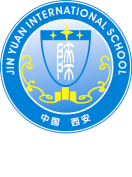 JIN YUAN INTERNATIONAL SCHOOL
中国 西安